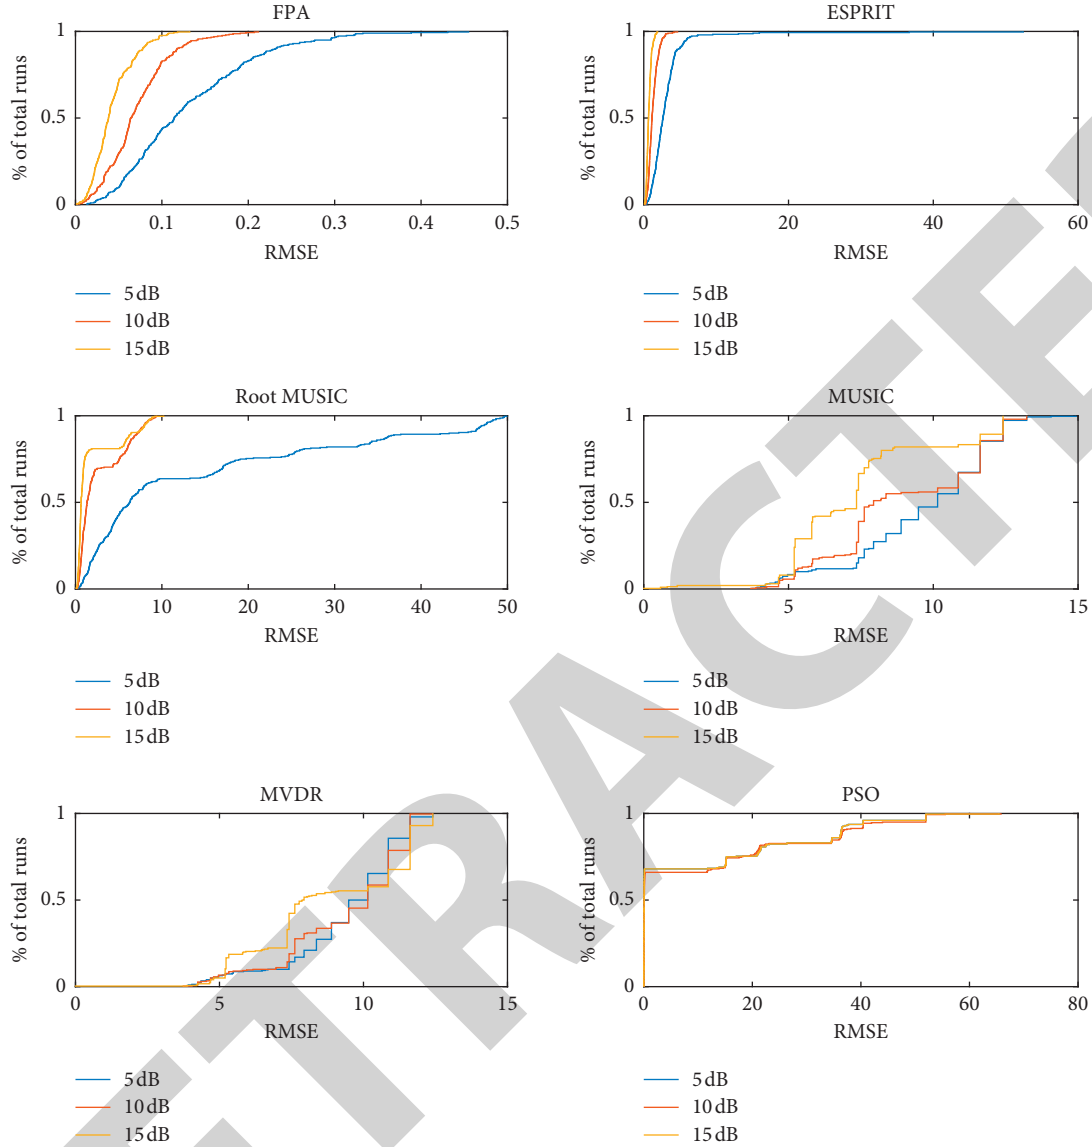 FPA
1
0.5
0
% of total runs
0 0.1 0.2 0.3 0.4 0.5
RMSE
5 dB
10 dB
15 dB
ESPRIT
1
0.5
0
% of total runs
0 20 40 60
RMSE
5 dB
10 dB
15 dB
Root MUSIC
1
0.5
0
% of total runs
0 10 20 30 40 50
RMSE
5 dB
10 dB
15 dB
MUSIC
1
0.5
0
% of total runs
0 5 10 15
RMSE
5 dB
10 dB
15 dB
MVDR
1
0.5
0
% of total runs
0 5 10 15
RMSE
5 dB
10 dB
15 dB
PSO
1
0.5
0
% of total runs
0 20 40 60 80
RMSE
5 dB
10 dB
15 dB
ETRACTE